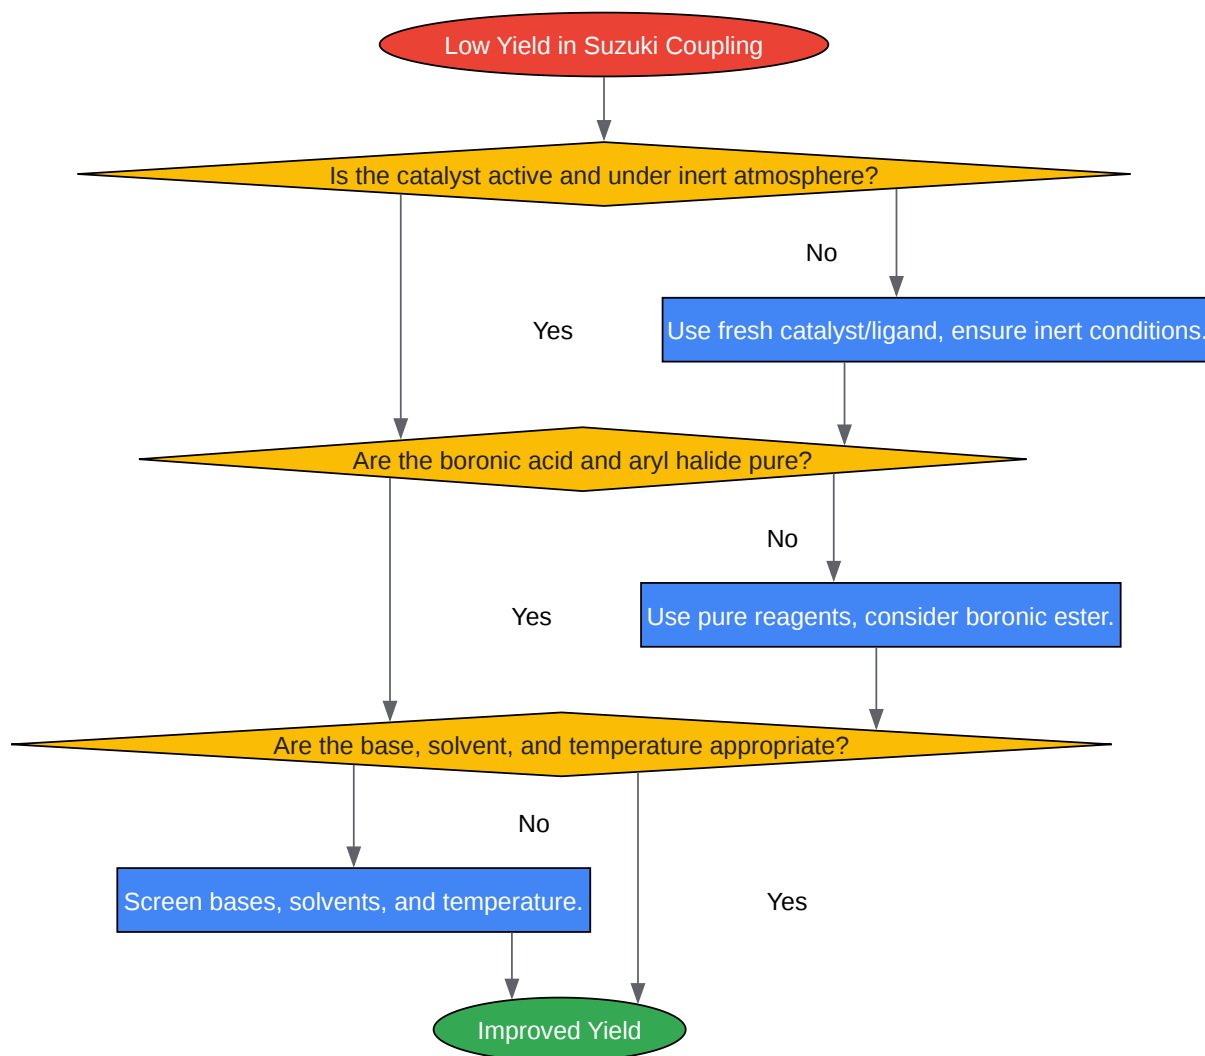 Low Yield in Suzuki Coupling
Is the catalyst active and under inert atmosphere?
No
Yes
Use fresh catalyst/ligand, ensure inert conditions.
Are the boronic acid and aryl halide pure?
No
Yes
Use pure reagents, consider boronic ester.
Are the base, solvent, and temperature appropriate?
No
Screen bases, solvents, and temperature.
Yes
Improved Yield